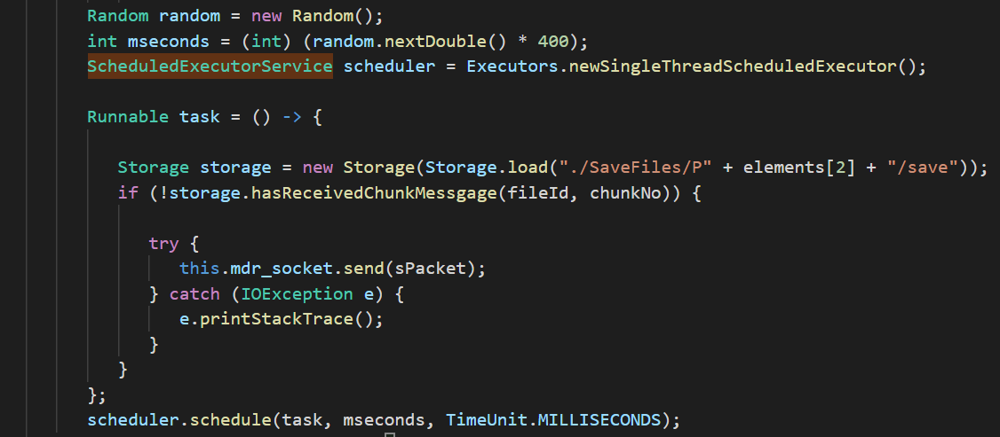 Random random = new Random();
int mseconds = (int) (random.nextDouble() * 400);
ScheduledExecutorService scheduler = Executors.newSingleThreadScheduledExecutor();
Runnable task = () -> {
Storage storage = new Storage(Storage.load("./SaveFiles/P" + elements[2] + "/save"));
if (!storage.hasReceivedChunkMessgage(fileId, chunkNo)) {
try {
this.mdr_socket.send(sPacket);
} catch (IOException e) {
e.printStackTrace();
}
}
};
scheduler.schedule(task, mseconds, TimeUnit.MILLISECONDS);